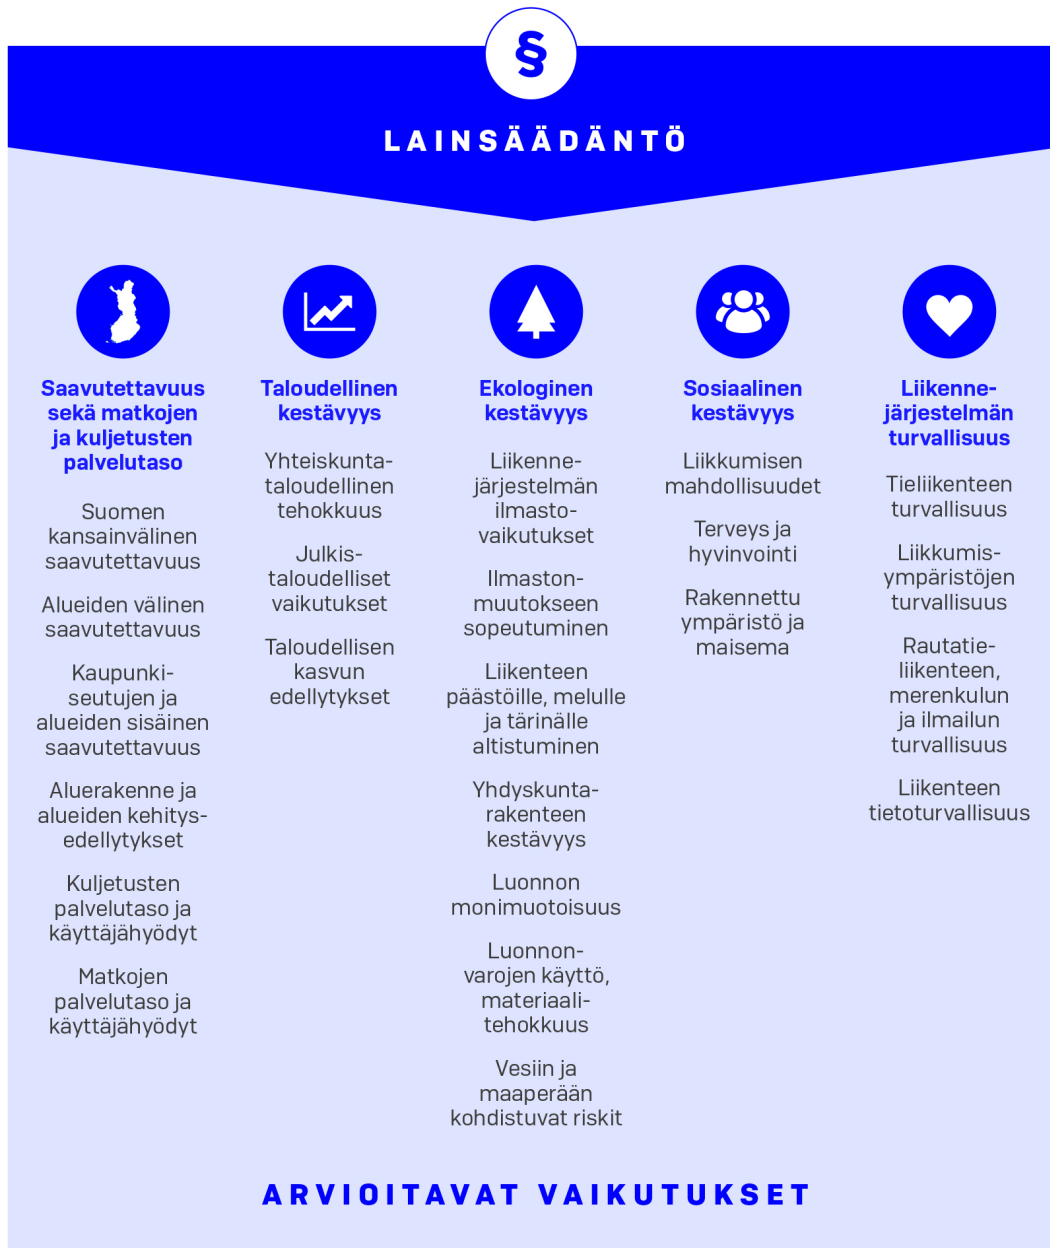 §
LAINSÄÄDÄNTÖ
Saavutettavuus
sekä matkojen
ja kuljetusten
palvelutaso
Suomen
kansainvälinen
saavutettavuus
Alueiden välinen
saavutettavuus
Kaupunki-
seutujen ja
alueiden sisäinen
saavutettavuus
Aluerakenne ja
alueiden kehitys-
edellytykset
Kuljetusten
palvelutaso ja
käyttäjähyödyt
Matkojen
palvelutaso ja
käyttäjähyödyt
Taloudellinen
kestävyys
Yhteiskunta-
taloudellinen
tehokkuus
Julkis-
taloudelliset
vaikutukset
Taloudellisen
kasvun
edellytykset
Ekologinen
kestävyys
Liikenne-
järjestelmän
ilmasto-
vaikutukset
Ilmaston-
muutokseen
sopeutuminen
Liikenteen
päästöille, melulle
ja tärinälle
altistuminen
Yhdyskunta-
rakenteen
kestävyys
Luonnon
monimuotoisuus
Luonnon-
varojen käyttö,
materiaali-
tehokkuus
Vesiin ja
maaperään
kohdistuvat riskit
Sosiaalinen
kestävyys
Liikkumisen
mahdollisuudet
Terveys ja
hyvinvointi
Rakennettu
ympäristö ja
maisema
Liikenne-
järjestelmän
turvallisuus
Tieliikenteen
turvallisuus
Liikkumis-
ympäristöjen
turvallisuus
Rautatie-
liikenteen,
merenkulun
ja ilmailun
turvallisuus
Liikenteen
tietoturvallisuus
ARVIOITAVAT VAIKUTUKSET